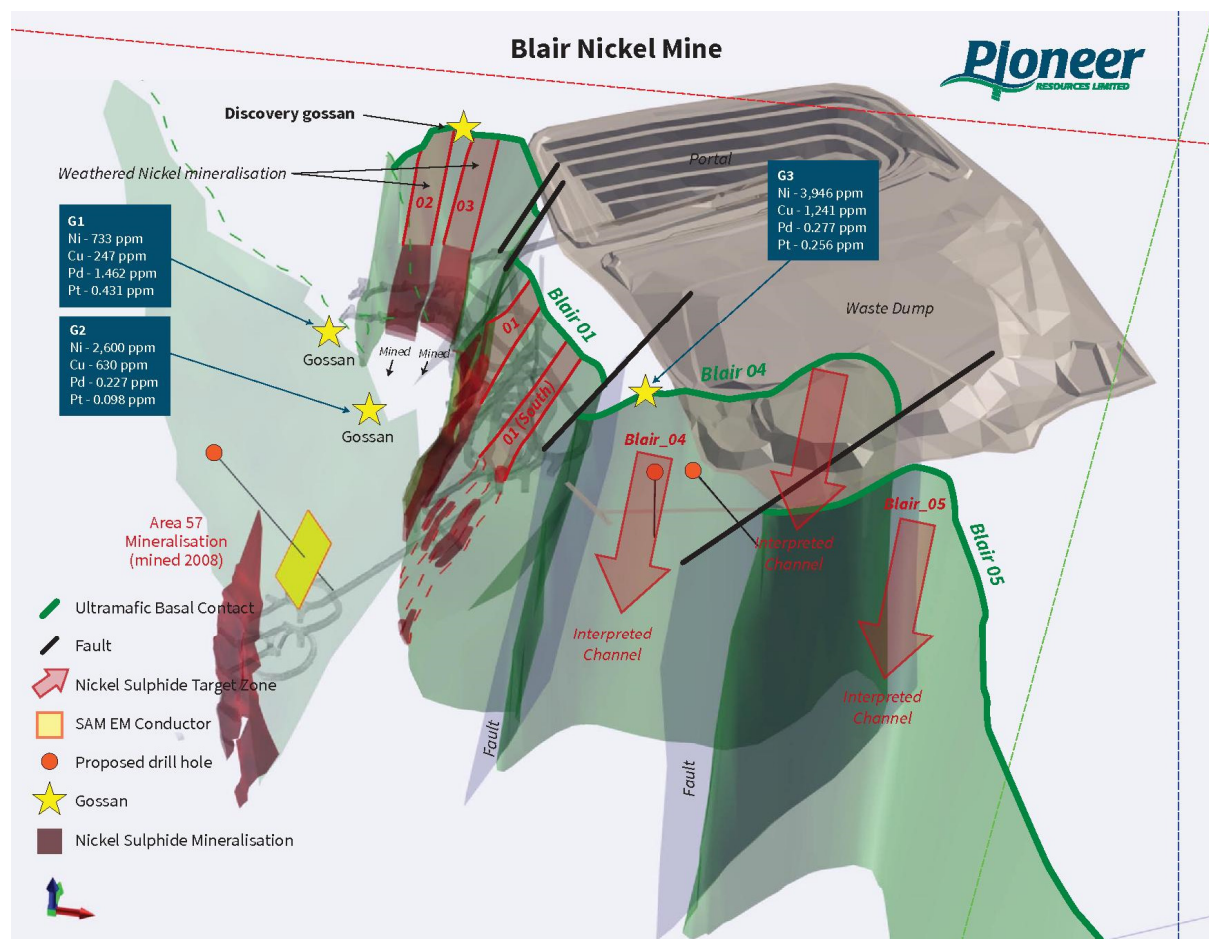 Blair Nickel Mine
Pioneer
RESOURCES LIMITED
Discovery gossan
Weathered Nickel mineralisation
Portal
G3
Ni - 3,946 ppm
Cu - 1,241 ppm
Pd - 0.277 ppm
Pt - 0.256 ppm
02
03
G1
Ni - 733 ppm
Cu - 247 ppm
Pd - 1.462 ppm
Pt - 0.431 ppm
Blair 01
01
Waste Dump
G2
Ni - 2,600 ppm
Cu - 630 ppm
Pd - 0.227 ppm
Pt - 0.098 ppm
Gossan
Mined
Mined
Blair 04
01 (South)
Gossan
Blair_04
Blair_05
Area 57
Mineralisation
(mined 2008)
Interpreted
Channel
Blair 05
Interpreted
Channel
Interpreted
Channel
Ultramafic Basal Contact
Fault
Nickel Sulphide Target Zone
SAM EM Conductor
Proposed drill hole
Gossan
Nickel Sulphide Mineralisation
Fault
Fault